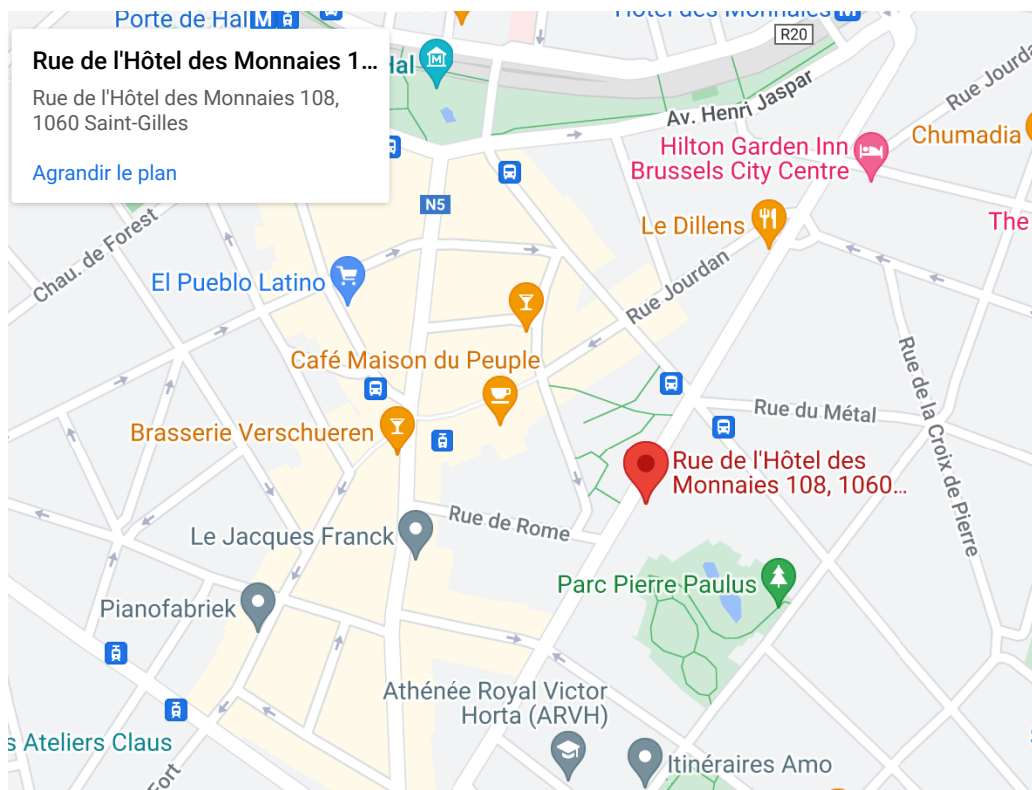 Porte de Hal
Hôtel des Monnaies
R20
Rue de l'Hôtel des Monnaies 1...
Rue de l'Hôtel des Monnaies 108,
1060 Saint-Gilles
Agrandir le plan
Hal
Av. Henri Jaspar
Rue Jourda
Chumadia
Hilton Garden Inn
Brussels City Centre
N5
Le Dillens
The
Chau. de Forest
El Pueblo Latino
Rue Jourdan
Café Maison du Peuple
Rue de la Croix de Pierre
Rue du Métal
Brasserie Verschueren
Rue de l'Hôtel des
Monnaies 108, 1060...
Rue de Rome
Le Jacques Franck
Parc Pierre Paulus
Pianofabriek
Athénée Royal Victor
Horta (ARVH)
s Ateliers Claus
Itinéraires Amo
Fort